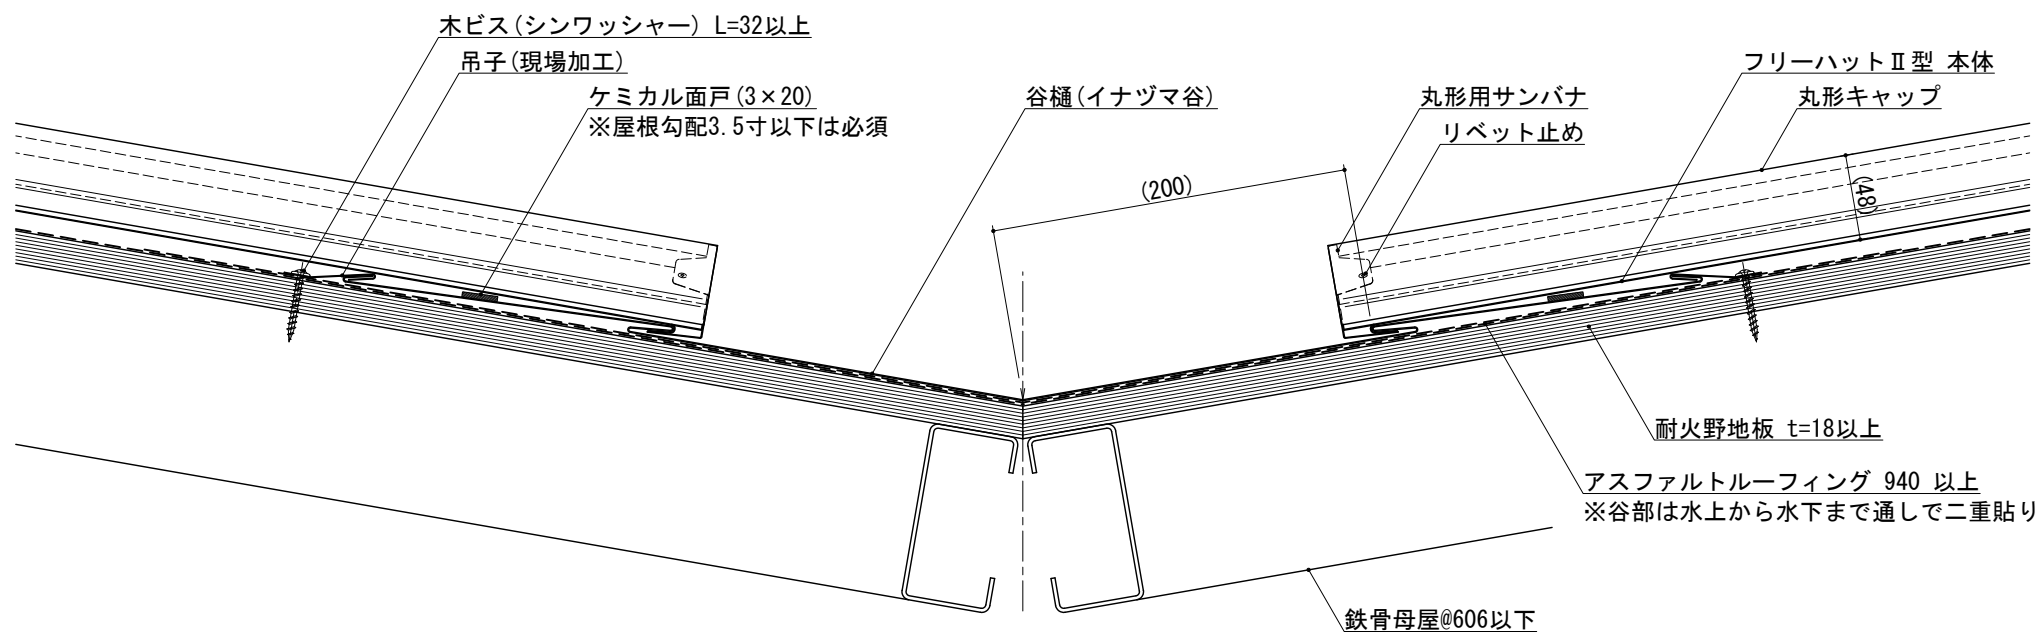 木ビス(シンワッシャー) L=32以上
吊子(現場加工)
ケミカル面戸(3×20)
※屋根勾配3.5寸以下は必須
谷樋(イナヅマ谷)
丸形用サンバナ
リベット止め
フリーハットⅡ型 本体
丸形キャップ
(200)
(48)
耐火野地板 t=18以上
アスファルトルーフィング 940 以上
※谷部は水上から水下まで通しで二重貼り
鉄骨母屋@606以下